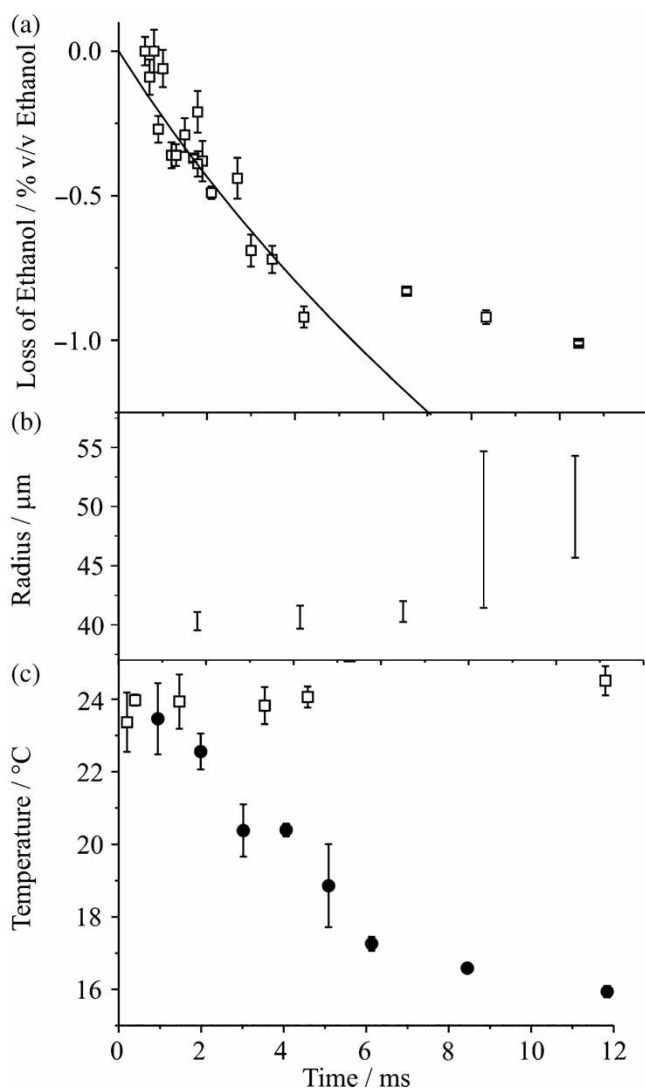 (a)
0.0
−0.5
−1.0
Loss of Ethanol / % v/v Ethanol
(b)
55
50
45
40
Radius / μm
(c)
24
22
20
18
16
Temperature / °C
0 2 4 6 8 10 12
Time / ms